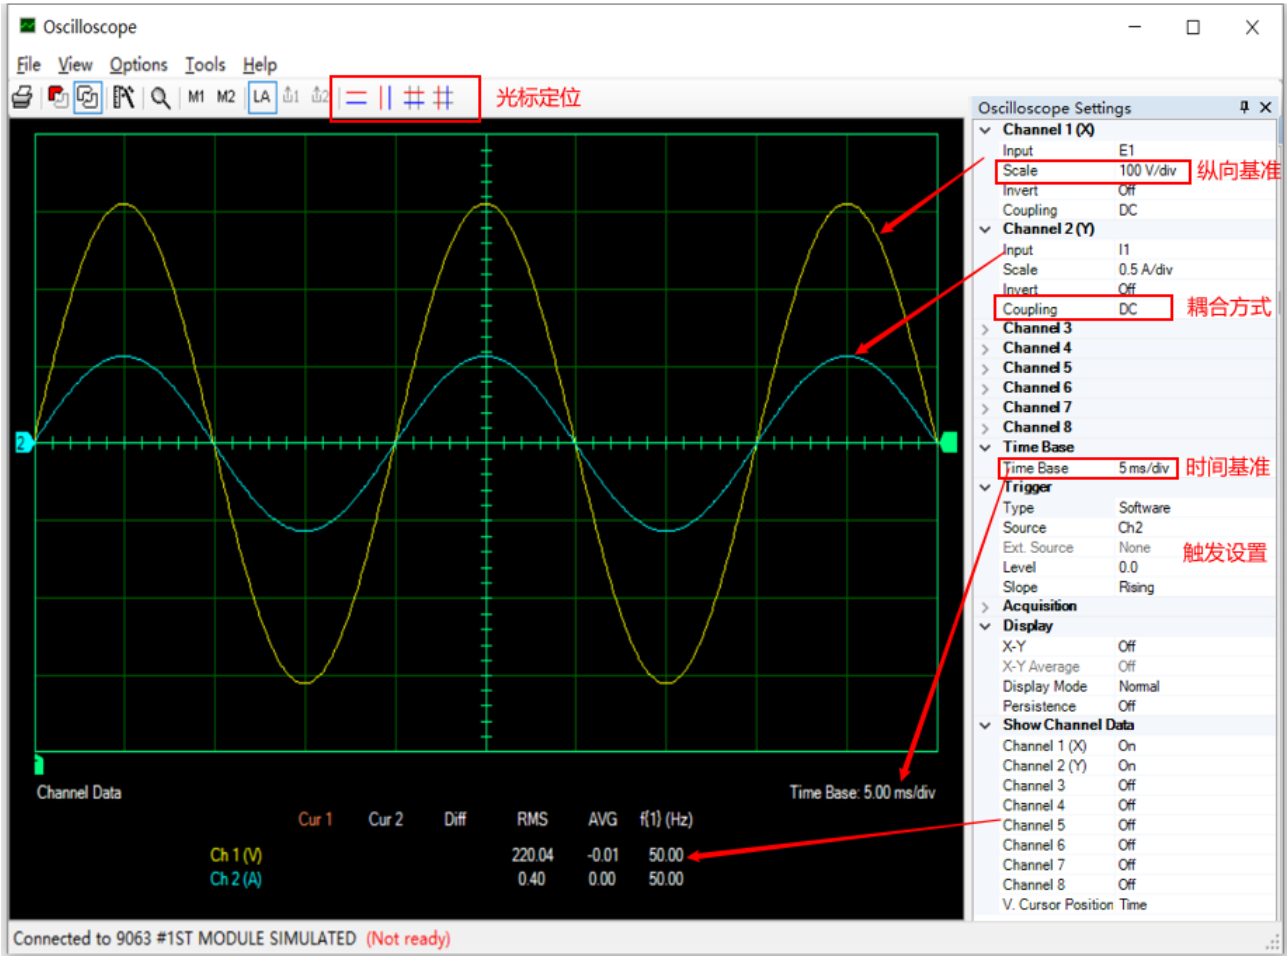 Oscilloscope
File View Options Tools Help
M1 M2 LA 1 2
光标定位
Oscilloscope Settings
Channel 1 (X)
Input E1
Scale 100 V/div
纵向基准
Invert Off
Coupling DC
Channel 2 (Y)
Input I1
Scale 0.5 A/div
Invert Off
Coupling DC
耦合方式
Channel 3
Channel 4
Channel 5
Channel 6
Channel 7
Channel 8
Time Base
Time Base 5 ms/div
时间基准
Trigger
Type Software
Source Ch2
Ext. Source None
触发设置
Level 0.0
Slope Rising
Acquisition
Display
X-Y Off
X-Y Average Off
Display Mode Normal
Persistence Off
Show Channel Data
Channel 1 (X) On
Channel 2 (Y) On
Channel 3 Off
Channel 4 Off
Channel 5 Off
Channel 6 Off
Channel 7 Off
Channel 8 Off
V. Cursor Position Time
2
Channel Data
Time Base: 5.00 ms/div
Cur 1 Cur 2 Diff RMS AVG f{1} (Hz)
Ch 1 (V) 220.04 -0.01 50.00
Ch 2 (A) 0.40 0.00 50.00
Connected to 9063 #1ST MODULE SIMULATED (Not ready)